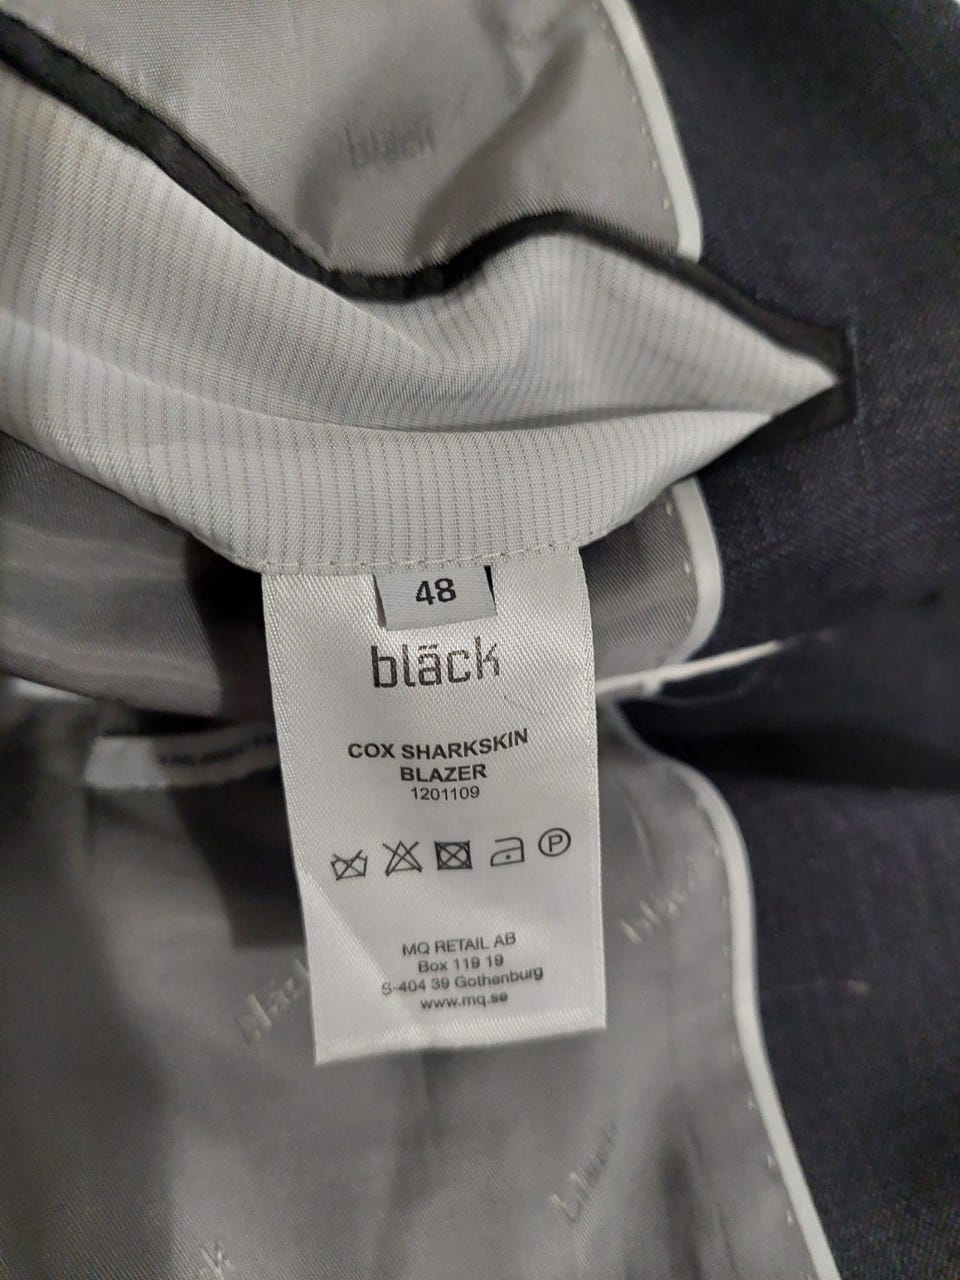 bläck
48
bläck
COX SHARKSKIN
BLAZER
1201109
P
MQ RETAIL AB
Box 119 19
S-404 39 Gothenburg
www.mq.se
bläck
bläck
bläck